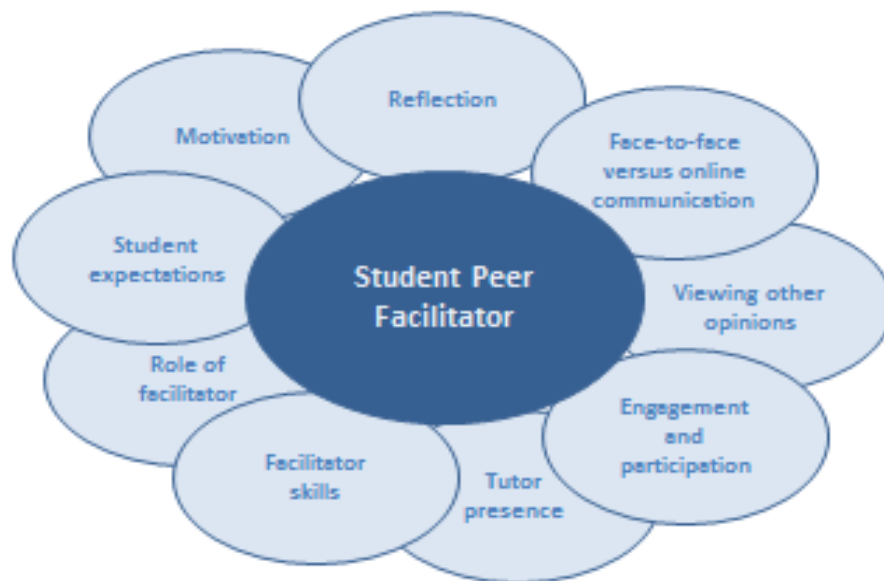 Reflection
Motivation
Face-to-face
versus online
communication
Student
expectations
Student Peer
Facilitator
Viewing other
opinions
Role of
facilitator
Engagement
and
participation
Facilitator
skills
Tutor
presence